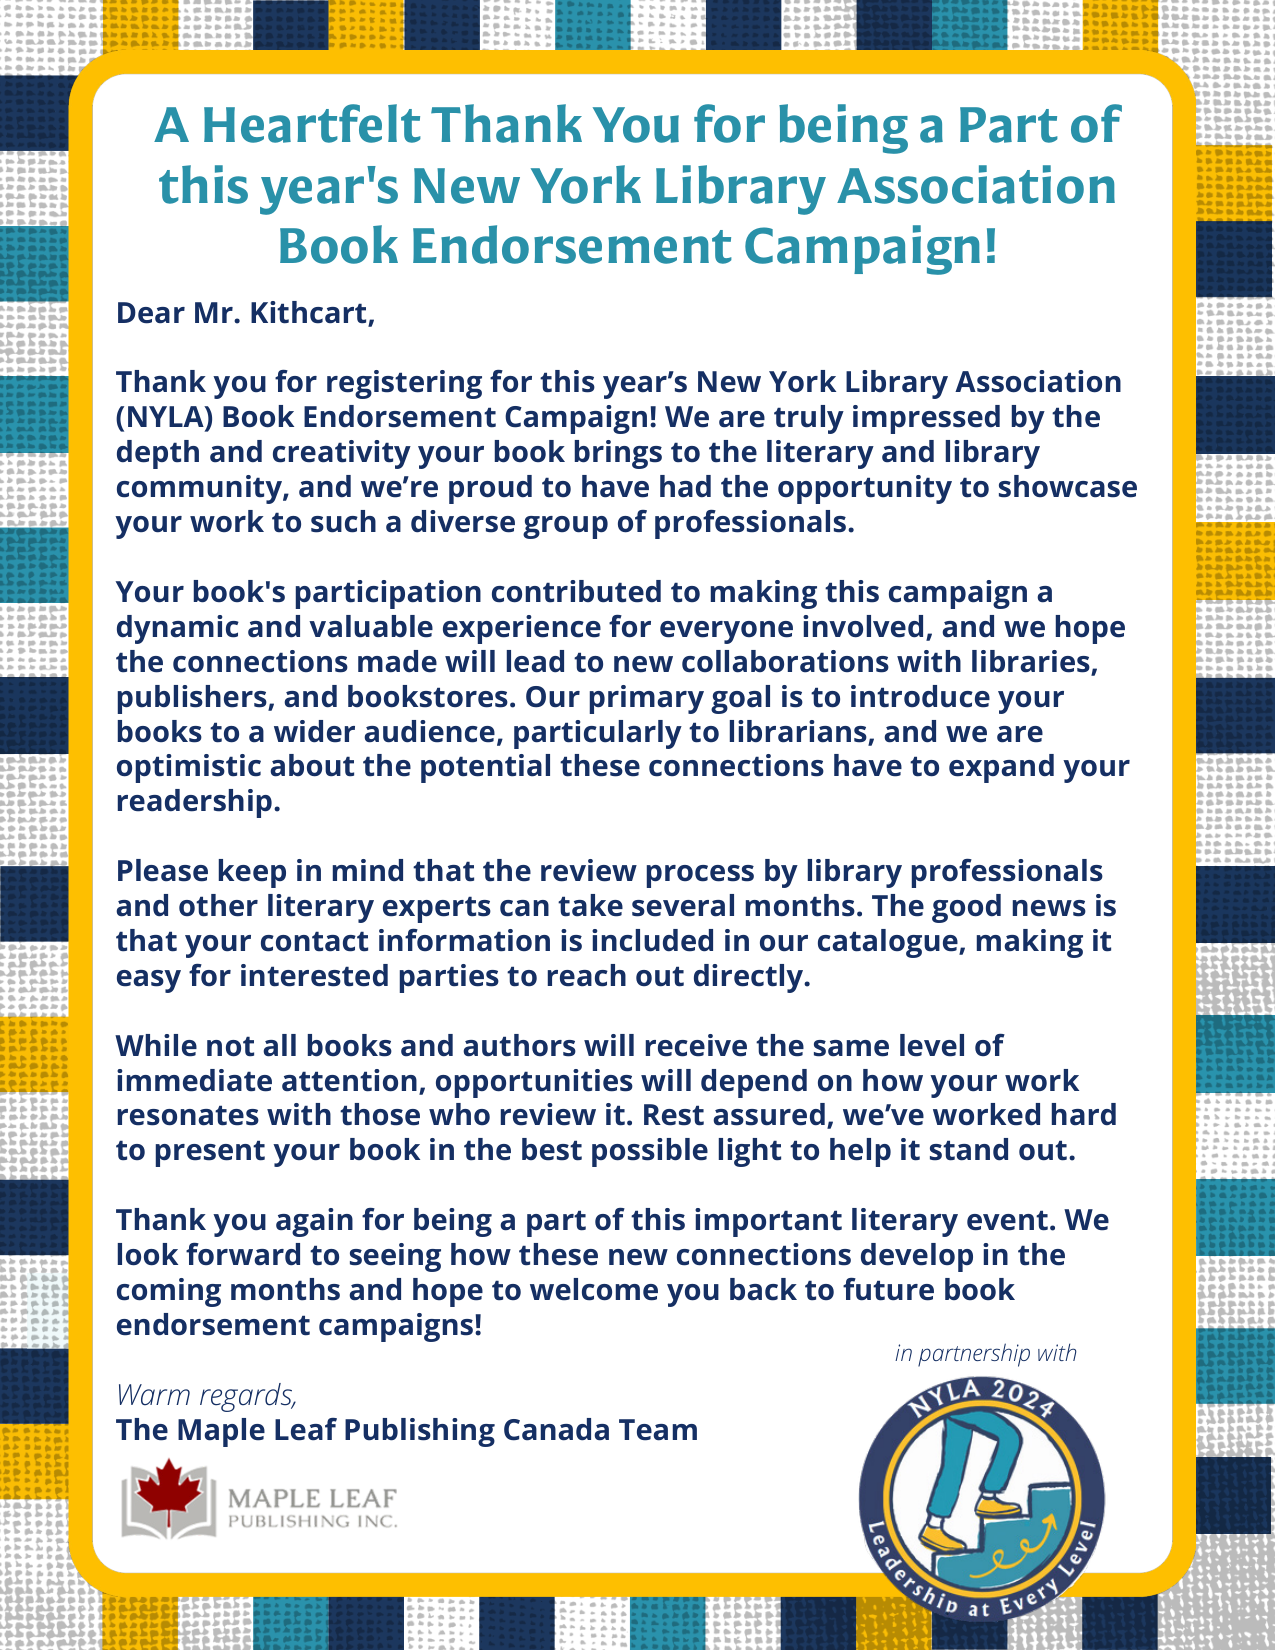 A Heartfelt Thank You for being a Part of
this year's New York Library Association
Book Endorsement Campaign!
Dear Mr. Kithcart,
Thank you for registering for this year’s New York Library Association
(NYLA) Book Endorsement Campaign! We are truly impressed by the
depth and creativity your book brings to the literary and library
community, and we’re proud to have had the opportunity to showcase
your work to such a diverse group of professionals.
Your book's participation contributed to making this campaign a
dynamic and valuable experience for everyone involved, and we hope
the connections made will lead to new collaborations with libraries,
publishers, and bookstores. Our primary goal is to introduce your
books to a wider audience, particularly to librarians, and we are
optimistic about the potential these connections have to expand your
readership.
Please keep in mind that the review process by library professionals
and other literary experts can take several months. The good news is
that your contact information is included in our catalogue, making it
easy for interested parties to reach out directly.
While not all books and authors will receive the same level of
immediate attention, opportunities will depend on how your work
resonates with those who review it. Rest assured, we’ve worked hard
to present your book in the best possible light to help it stand out.
Thank you again for being a part of this important literary event. We
look forward to seeing how these new connections develop in the
coming months and hope to welcome you back to future book
endorsement campaigns!
in partnership with
Warm regards,
The Maple Leaf Publishing Canada Team
MAPLE LEAF
PUBLISHING INC.
NYLA 2024
Leadership at Every Level